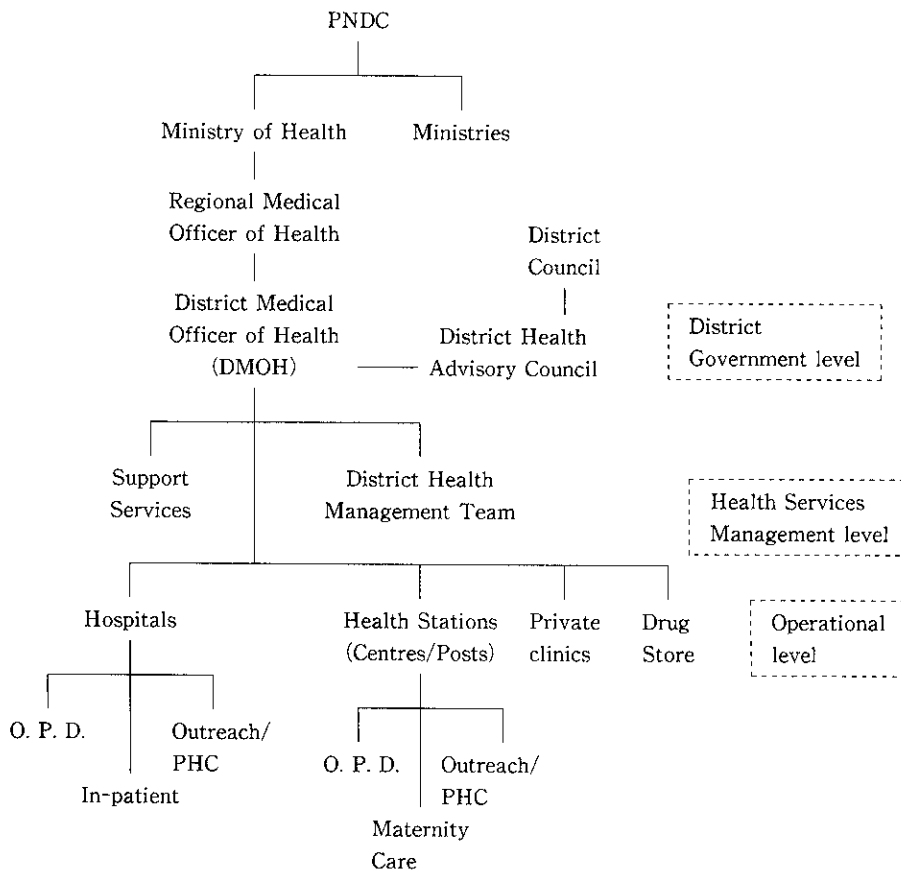 PNDC
Ministry of Health
Ministries
Regional Medical
Officer of Health
District
Council
District Medical
Officer of Health
(DMOH)
District Health
Advisory Council
District
Government level
Support
Services
District Health
Management Team
Health Services
Management level
Hospitals
Health Stations
(Centres/Posts)
Private
clinics
Drug
Store
Operational
level
O. P. D.
Outreach/
PHC
In-patient
O. P. D.
Outreach/
PHC
Maternity
Care